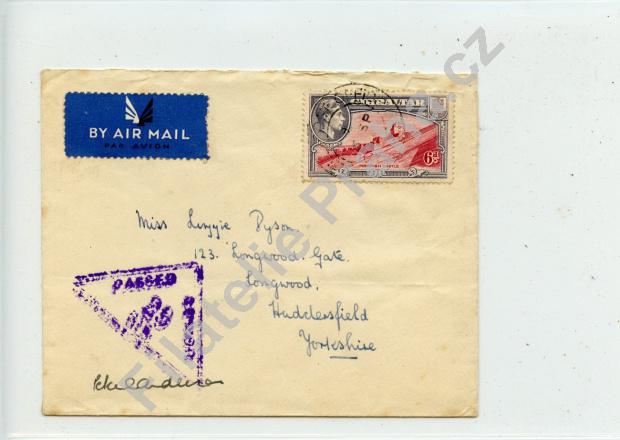 BY AIR MAIL
PAR AVION
GIBRALTAR
6d
Miss Lizzie Dyson
123. Longwood. Gate.
Longwood,
Huddersfield
Yorkshire
PASSED
Filatelie Pra .cz